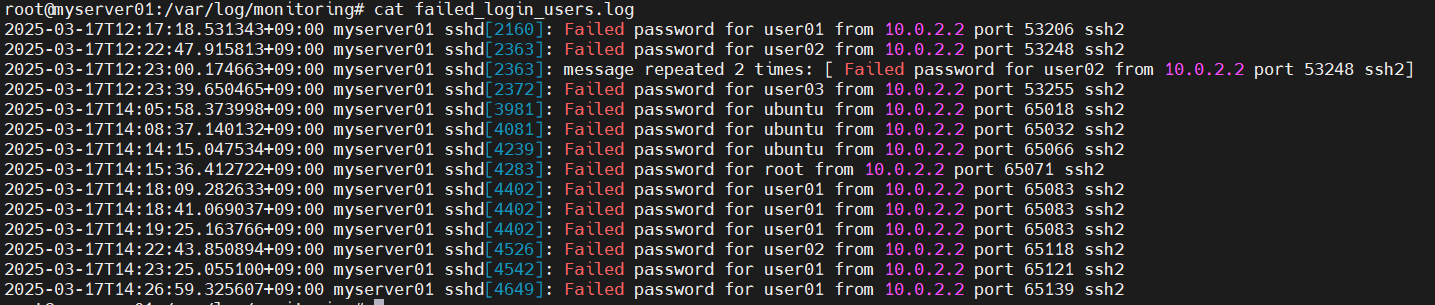 root@myserver01:/var/log/monitoring# cat failed_login_users.log
2025-03-17T12:17:18.531343+09:00 myserver01 sshd[2160]: Failed password for user01 from 10.0.2.2 port 53206 ssh2
2025-03-17T12:22:47.915813+09:00 myserver01 sshd[2363]: Failed password for user02 from 10.0.2.2 port 53248 ssh2
2025-03-17T12:23:00.174663+09:00 myserver01 sshd[2363]: message repeated 2 times: [ Failed password for user02 from 10.0.2.2 port 53248 ssh2]
2025-03-17T12:23:39.650465+09:00 myserver01 sshd[2372]: Failed password for user03 from 10.0.2.2 port 53255 ssh2
2025-03-17T14:05:58.373998+09:00 myserver01 sshd[3981]: Failed password for ubuntu from 10.0.2.2 port 65018 ssh2
2025-03-17T14:08:37.140132+09:00 myserver01 sshd[4081]: Failed password for ubuntu from 10.0.2.2 port 65032 ssh2
2025-03-17T14:14:15.047534+09:00 myserver01 sshd[4239]: Failed password for ubuntu from 10.0.2.2 port 65066 ssh2
2025-03-17T14:15:36.412722+09:00 myserver01 sshd[4283]: Failed password for root from 10.0.2.2 port 65071 ssh2
2025-03-17T14:18:09.282633+09:00 myserver01 sshd[4402]: Failed password for user01 from 10.0.2.2 port 65083 ssh2
2025-03-17T14:18:41.069037+09:00 myserver01 sshd[4402]: Failed password for user01 from 10.0.2.2 port 65083 ssh2
2025-03-17T14:19:25.163766+09:00 myserver01 sshd[4402]: Failed password for user01 from 10.0.2.2 port 65083 ssh2
2025-03-17T14:22:43.850894+09:00 myserver01 sshd[4526]: Failed password for user02 from 10.0.2.2 port 65118 ssh2
2025-03-17T14:23:25.055100+09:00 myserver01 sshd[4542]: Failed password for user01 from 10.0.2.2 port 65121 ssh2
2025-03-17T14:26:59.325607+09:00 myserver01 sshd[4649]: Failed password for user01 from 10.0.2.2 port 65139 ssh2